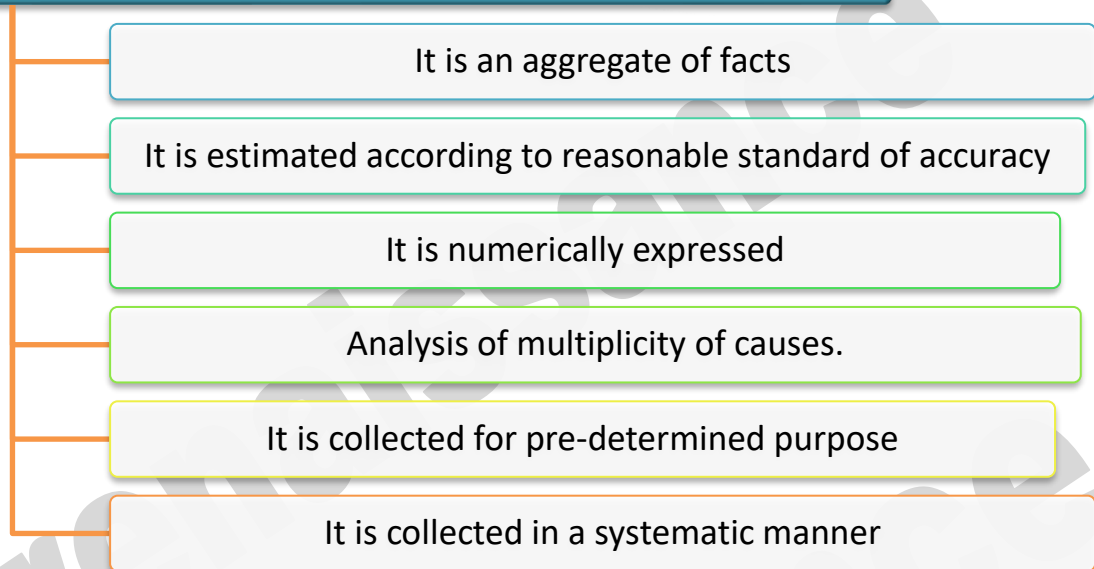 It is an aggregate of facts
It is estimated according to reasonable standard of accuracy
It is numerically expressed
Analysis of multiplicity of causes.
It is collected for pre-determined purpose
It is collected in a systematic manner